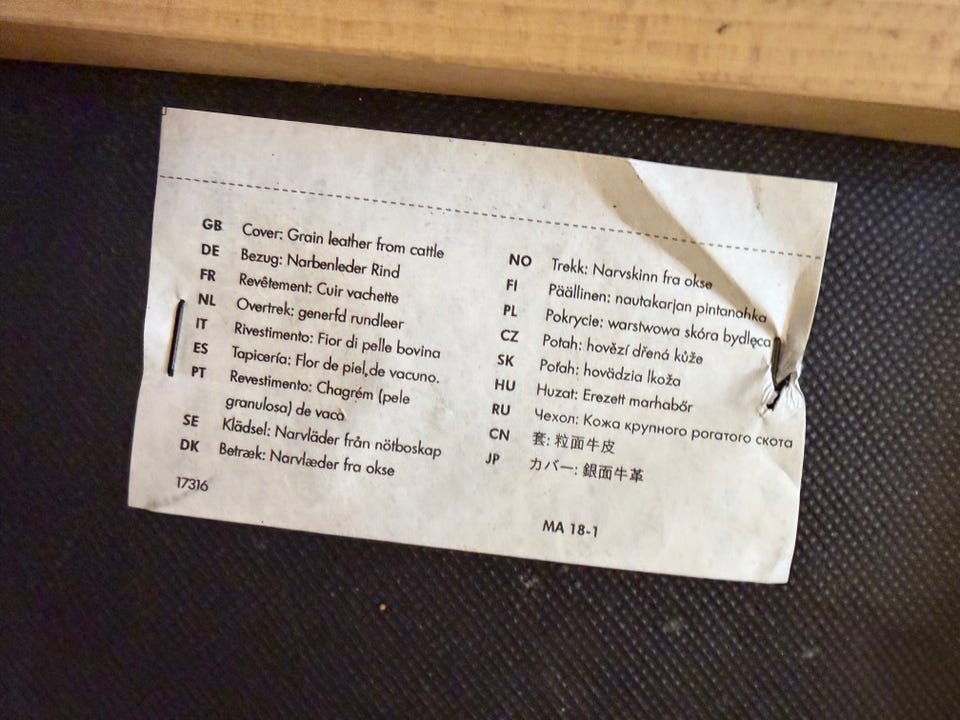 GB Cover: Grain leather from cattle
DE Bezug: Narbenleder Rind
FR Revêtement: Cuir vachette
NL Overtrek: generfd rundleer
IT Rivestimento: Fior di pelle bovina
ES Tapicería: Flor de piel,de vacuno.
PT Revestimento: Chagrém (pele
granulosa) de vaca
SE Klädsel: Narvläder från nötboskap
DK Betræk: Narvlæder fra okse
17316
NO Trekk: Narvskinn fra okse
FI Päällinen: nautakarjan pintanahka
PL Pokrycie: warstwowa skóra bydlęca
CZ Potah: hovězí dřená kůže
SK Poťah: hovädzia lkoža
HU Huzat: Erezett marhabőr
RU Чехол: Кожа крупного рогатого скота
CN 套: 粒面牛皮
JP カバー: 銀面牛革
MA 18-1